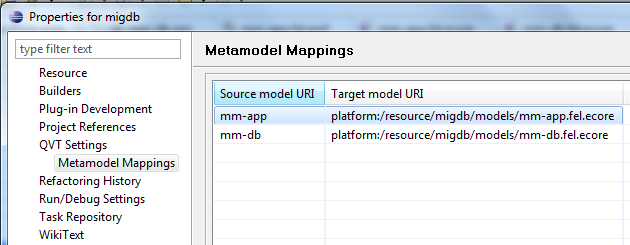 Properties for migdb
type filter text
Resource
Builders
Plug-in Development
Project References
QVT Settings
Metamodel Mappings
Refactoring History
Run/Debug Settings
Task Repository
WikiText
Metamodel Mappings
Source model URI Target model URI
mm-app platform:/resource/migdb/models/mm-app.fel.ecore
mm-db platform:/resource/migdb/models/mm-db.fel.ecore